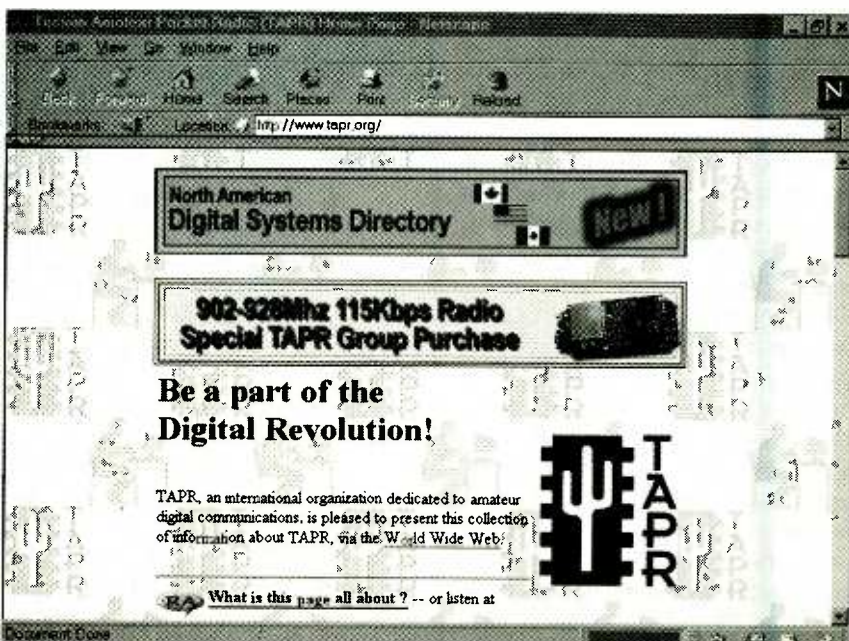 Tucson Amateur Packet Radio (TAPR) Home Page - Netscape
File Edit View Go Window Help
Back Forward Home Search Places Print Security Reload
N
Bookmarks Location http://www.tapr.org/
North American
Digital Systems Directory
New!
902-928Mhz 115Kbps Radio
Special TAPR Group Purchase
Be a part of the
Digital Revolution!
TAPR, an international organization dedicated to amateur
digital communications, is pleased to present this collection
of information about TAPR, via the World Wide Web.
TAPR
RA What is this page all about ? -- or listen at
Document Done